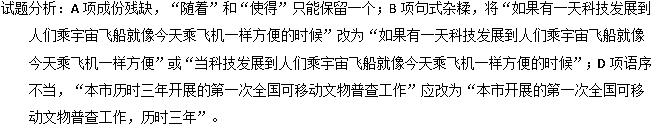 试题分析：A 项成份残缺，“随着”和“使得”只能保留一个；B 项句式杂糅，将“如果有一天科技发展到
人们乘宇宙飞船就像今天乘飞机一样方便的时候”改为“如果有一天科技发展到人们乘宇宙飞船就像
今天乘飞机一样方便”或“当科技发展到人们乘宇宙飞船就像今天乘飞机一样方便的时候”；D 项语序
不当，“本市历时三年开展的第一次全国可移动文物普查工作”应改为“本市开展的第一次全国可移
动文物普查工作，历时三年”。